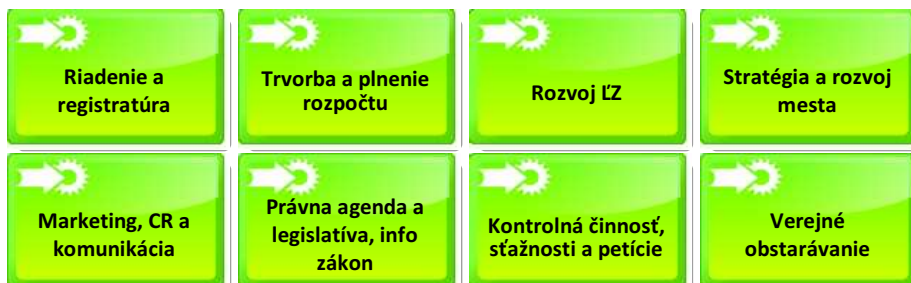 Riadenie a
registratúra
Trvorba a plnenie
rozpočtu
Rozvoj ĽZ
Stratégia a rozvoj
mesta
Marketing, CR a
komunikácia
Právna agenda a
legislatíva, info
zákon
Kontrolná činnosť,
sťažnosti a petície
Verejné
obstarávanie